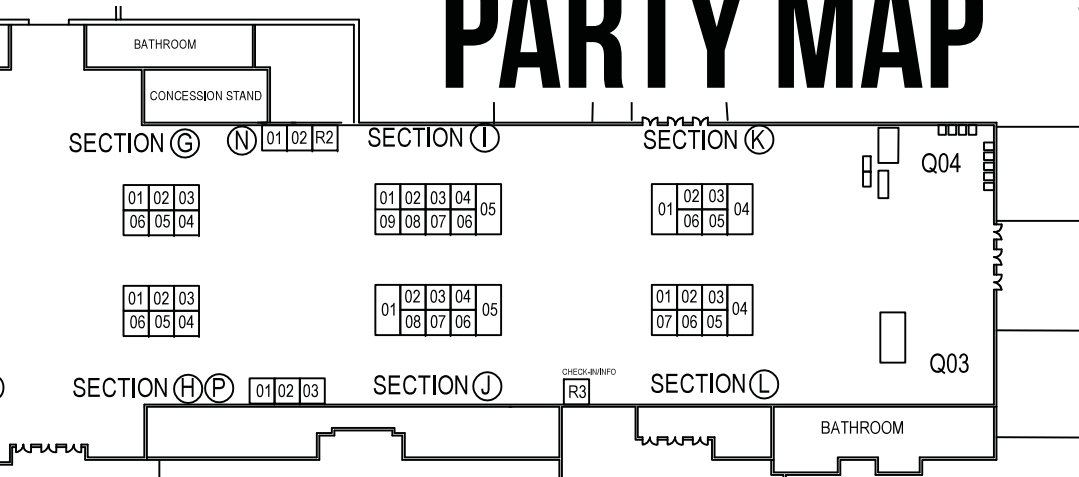 PARTY MAP
BATHROOM
CONCESSION STAND
SECTION G
N 01 02 R2
SECTION I
SECTION K
Q04
01 02 03
06 05 04
01 02 03 04 05
09 08 07 06
01 02 03 04
06 05
01 02 03
06 05 04
01 02 03 04 05
08 07 06
01 02 03 04
07 06 05
Q03
SECTION H P 01 02 03
SECTION J
CHECK-IN/INFO
R3
SECTION L
BATHROOM